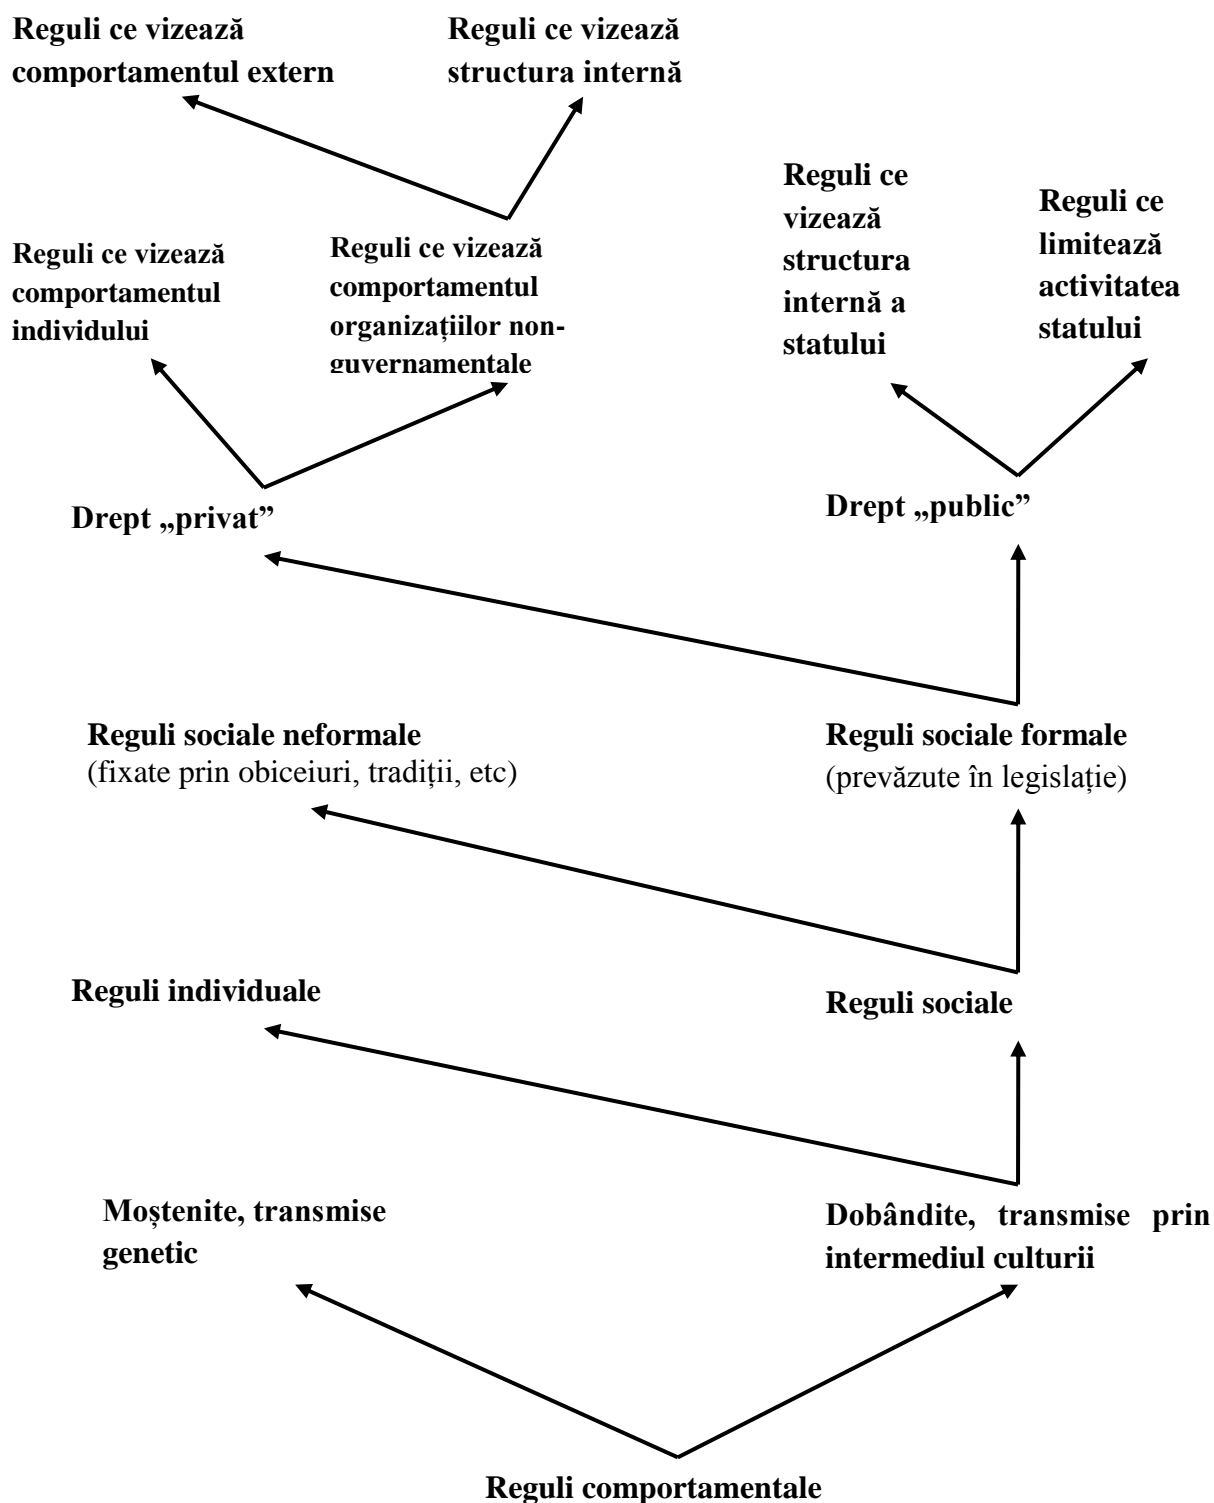 Reguli ce vizează
comportamentul extern
Reguli ce vizează
structura internă
Reguli ce
vizează
structura
internă a
statului
Reguli ce
limitează
activitatea
statului
Reguli ce vizează
comportamentul
individului
Reguli ce vizează
comportamentul
organizațiilor non-
guvernamentale
Drept „privat”
Drept „public”
Reguli sociale neformale
(fixate prin obiceiuri, tradiții, etc)
Reguli sociale formale
(prevăzute în legislație)
Reguli individuale
Reguli sociale
Moștenite, transmise
genetic
Dobândite, transmise prin
intermediul culturii
Reguli comportamentale